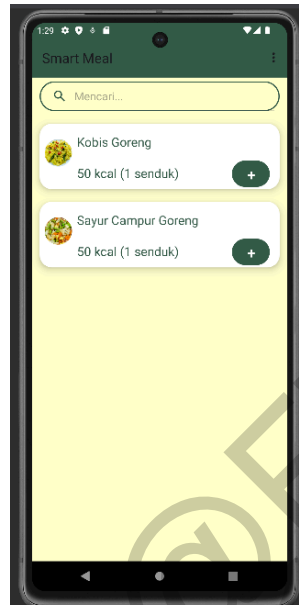 1:29
Smart Meal
Mencari...
Kobis Goreng
50 kcal (1 senduk)
+
Sayur Campur Goreng
50 kcal (1 senduk)
+